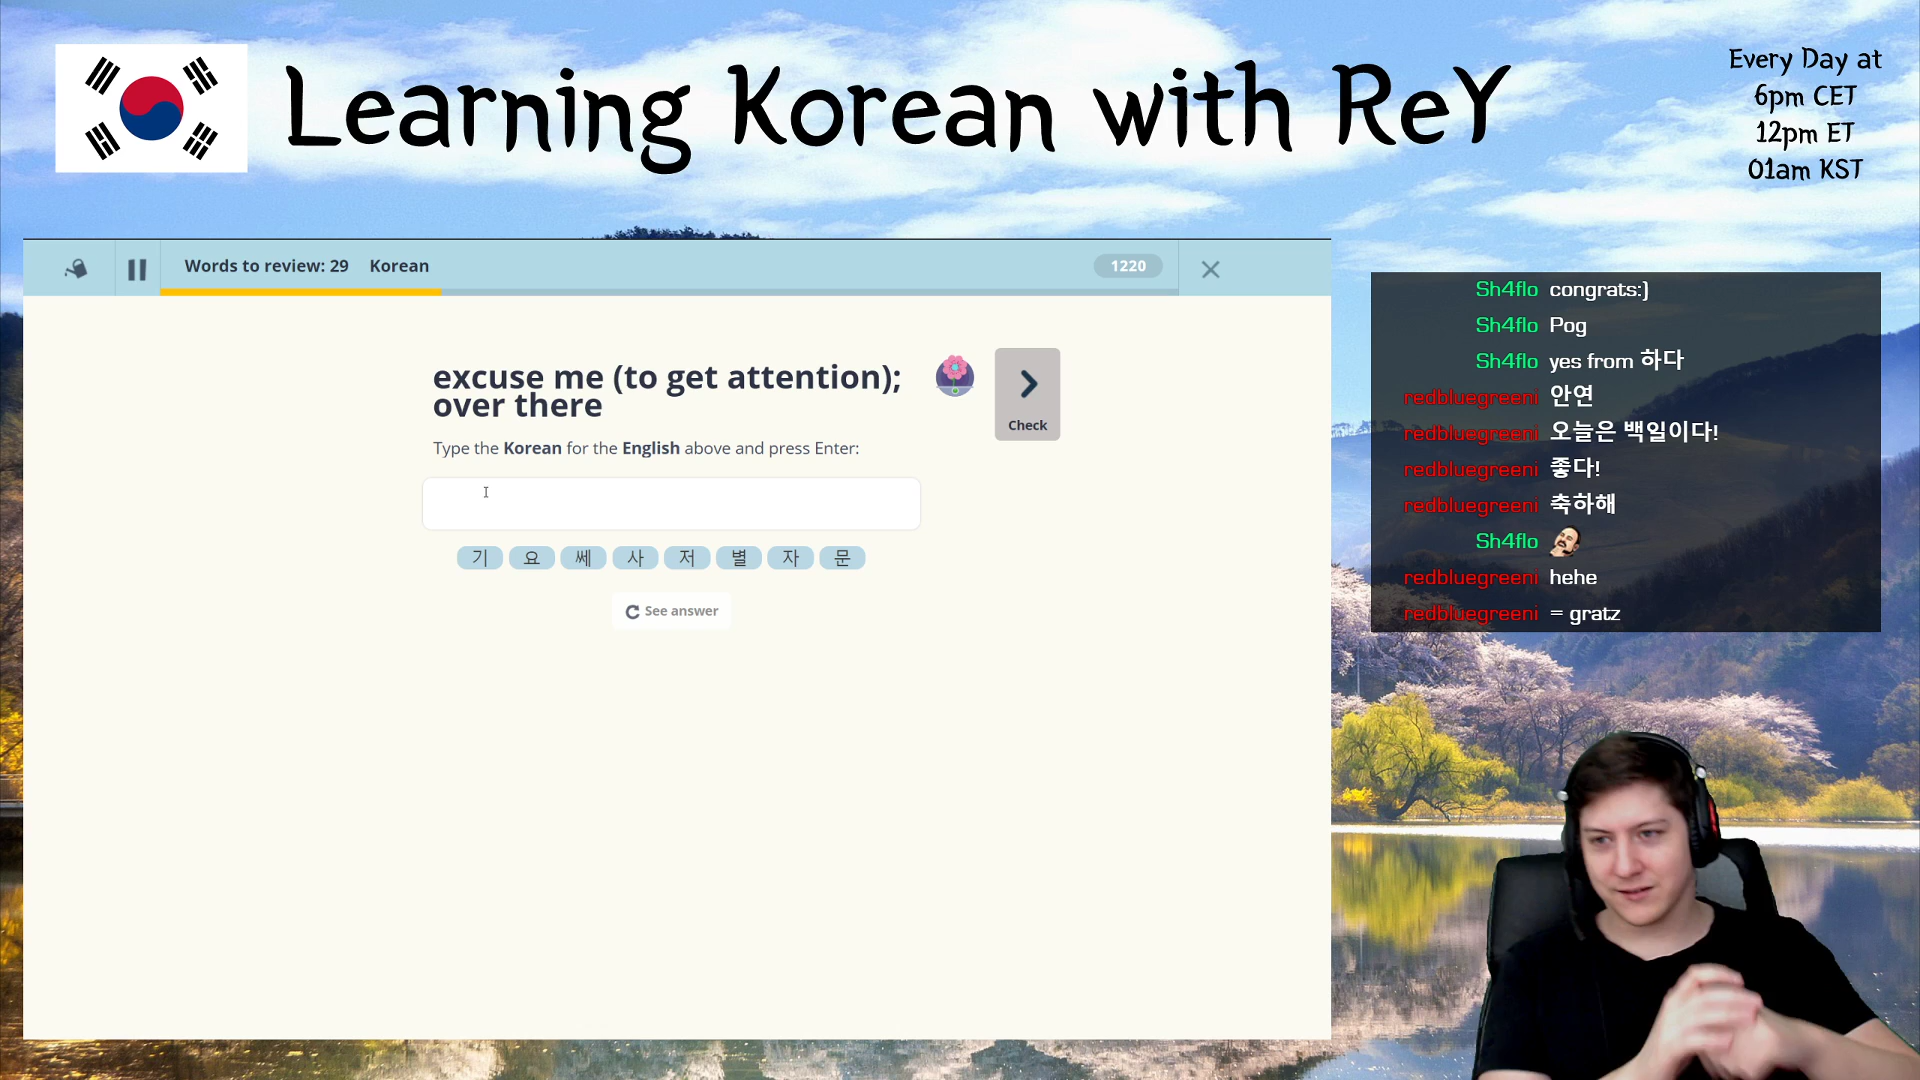 Learning Korean with ReY
Every Day at
6pm CET
12pm ET
01am KST
Words to review: 29 Korean
1220
excuse me (to get attention);
over there
Check
Type the Korean for the English above and press Enter:
기 요 쎄 사 저 별 자 문
See answer
Sh4flo congrats:)
Sh4flo Pog
Sh4flo yes from 하다
redbluegreeni 안연
redbluegreeni 오늘은 백일이다!
redbluegreeni 좋다!
redbluegreeni 축하해
Sh4flo
redbluegreeni hehe
redbluegreeni = gratz